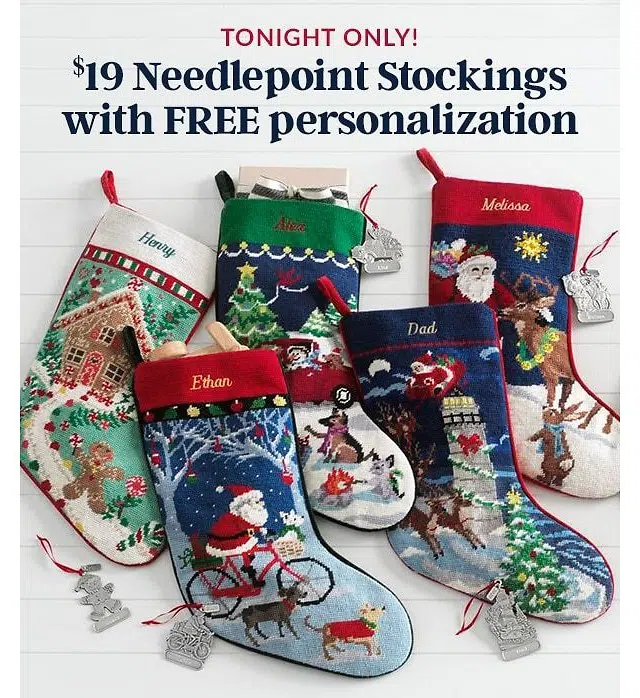 TONIGHT ONLY!
$19 Needlepoint Stockings
with FREE personalization
Henry
Alex
Melissa
Dad
Ethan